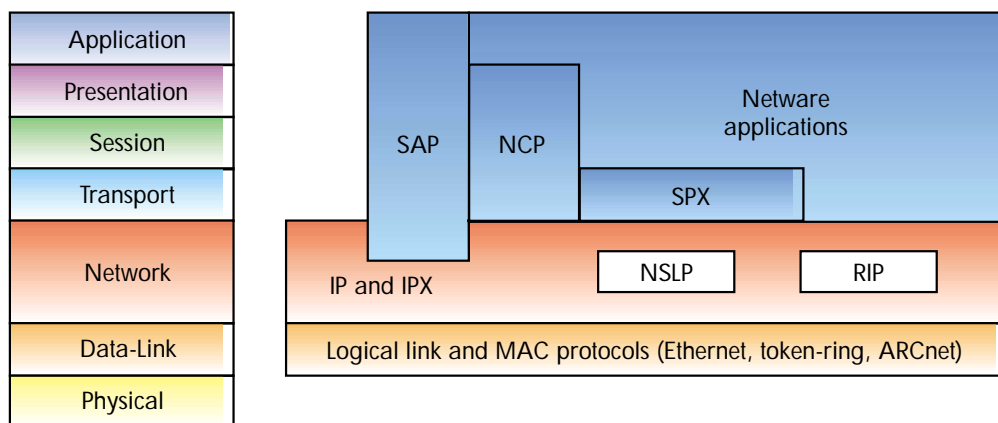 Application
Presentation
Session
Transport
Network
Data-Link
Physical
SAP
NCP
Netware
applications
SPX
IP and IPX
NSLP
RIP
Logical link and MAC protocols (Ethernet, token-ring, ARCnet)